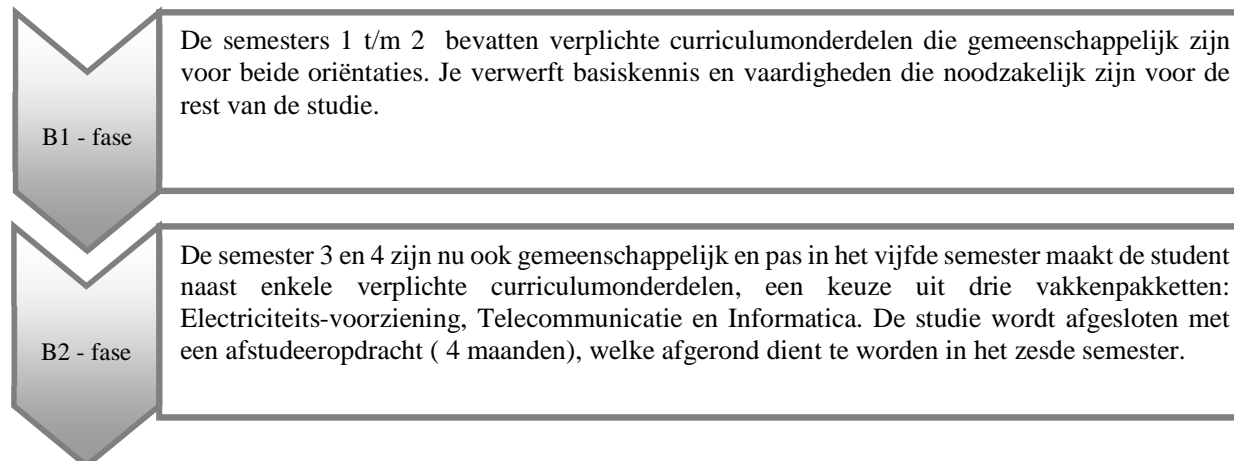 De semesters 1 t/m 2 bevatten verplichte curriculumonderdelen die gemeenschappelijk zijn
voor beide oriëntaties. Je verwerft basiskennis en vaardigheden die noodzakelijk zijn voor de
rest van de studie.
B1 - fase
De semester 3 en 4 zijn nu ook gemeenschappelijk en pas in het vijfde semester maakt de student
naast enkele verplichte curriculumonderdelen, een keuze uit drie vakkenpakketten:
Electriciteits-voorziening, Telecommunicatie en Informatica. De studie wordt afgesloten met
een afstudeeropdracht ( 4 maanden), welke afgerond dient te worden in het zesde semester.
B2 - fase